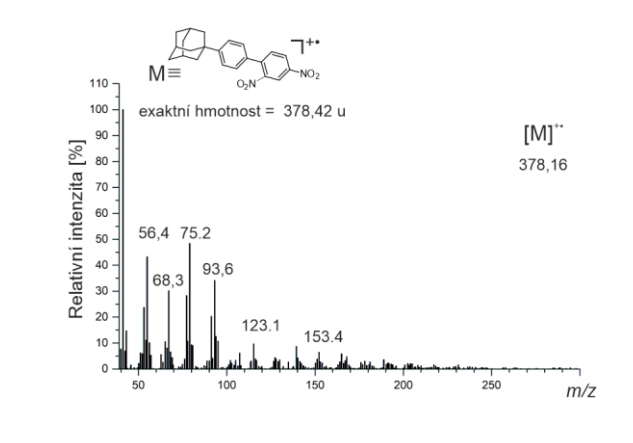 ]+•
M≡
O₂N
NO₂
exaktní hmotnost = 378,42 u
[M]+•
378,16
Relativní intenzita [%]
110
100
90
80
70
60
50
40
30
20
10
0
56,4 75.2
68,3 93,6
123.1
153.4
50 100 150 200 250
m/z